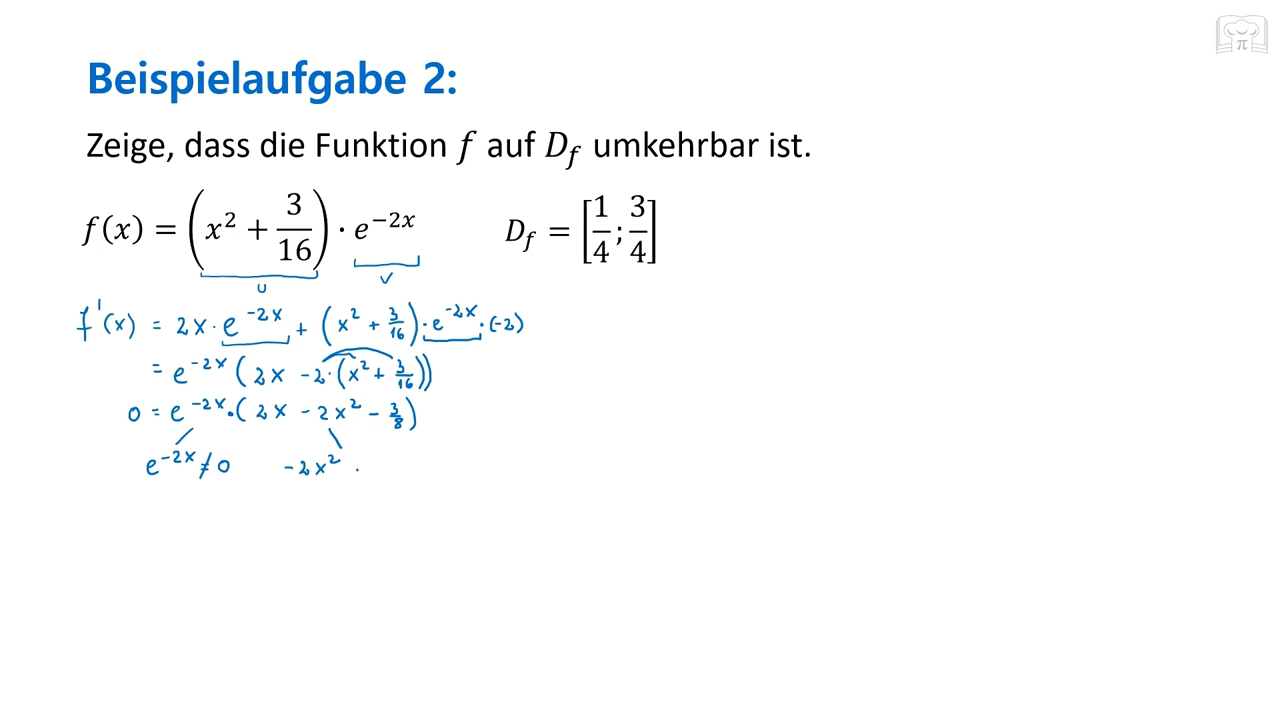 Beispielaufgabe 2:
Zeige, dass die Funktion f auf D_f umkehrbar ist.
f(x) = (x² + 3/16) · e^(−2x)    D_f = [1/4 ; 3/4]
u    v
f'(x) = 2x · e^(-2x) + (x² + 3/16) · e^(-2x) · (-2)
= e^(-2x) (2x - 2 · (x² + 3/16))
0 = e^(-2x) · (2x - 2x² - 3/8)
e^(-2x) ≠ 0    -2x²
π